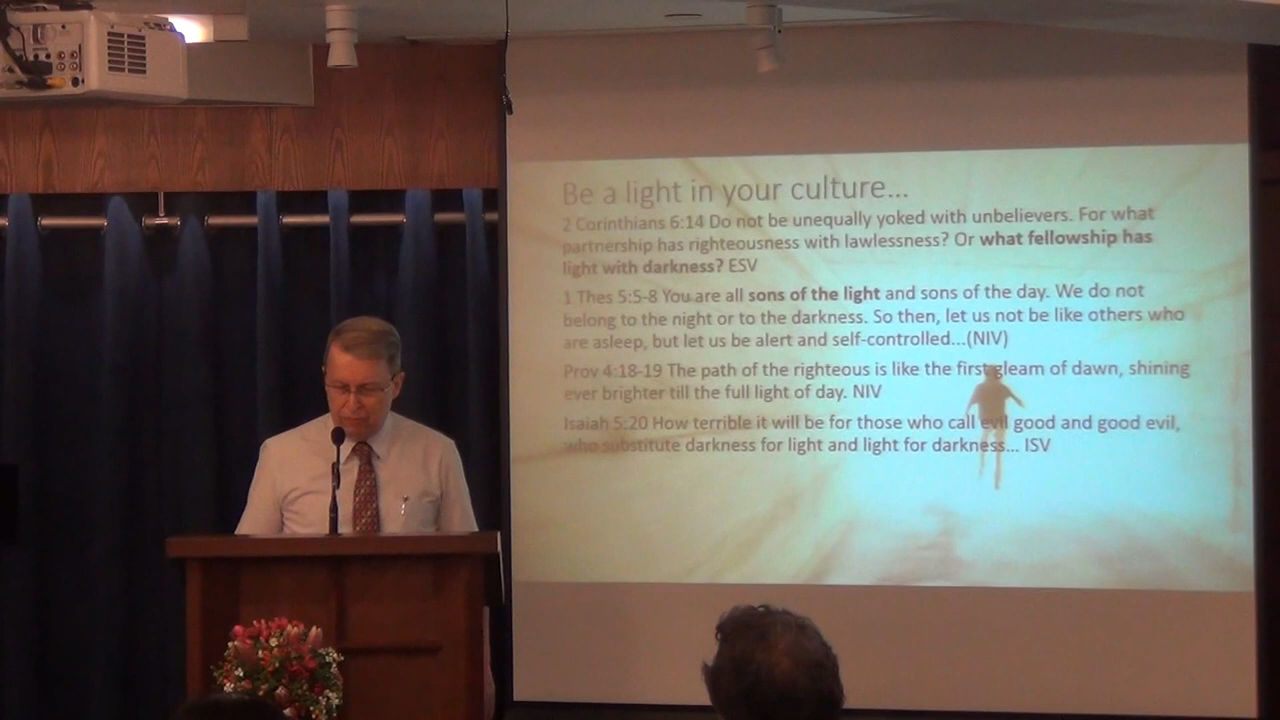 Be a light in your culture...
2 Corinthians 6:14 Do not be unequally yoked with unbelievers. For what
partnership has righteousness with lawlessness? Or what fellowship has
light with darkness? ESV
1 Thes 5:5-8 You are all sons of the light and sons of the day. We do not
belong to the night or to the darkness. So then, let us not be like others who
are asleep, but let us be alert and self-controlled...(NIV)
Prov 4:18-19 The path of the righteous is like the first gleam of dawn, shining
ever brighter till the full light of day. NIV
Isaiah 5:20 How terrible it will be for those who call evil good and good evil,
who substitute darkness for light and light for darkness... ISV